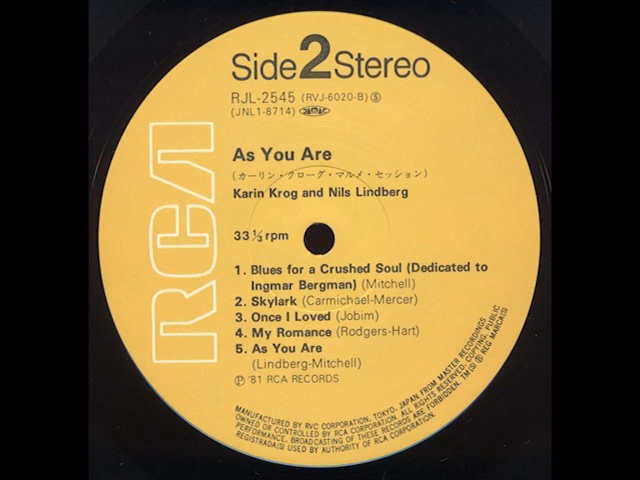 Side 2 Stereo
RJL-2545 (RVJ-6020-B) Ⓢ
(JNL1-8714)
As You Are
(カーリン・クローグ・マルメ・セッション)
Karin Krog and Nils Lindberg
33 1/3 rpm
1. Blues for a Crushed Soul (Dedicated to
Ingmar Bergman) (Mitchell)
2. Skylark (Carmichael-Mercer)
3. Once I Loved (Jobim)
4. My Romance (Rodgers-Hart)
5. As You Are
(Lindberg-Mitchell)
Ⓟ '81 RCA RECORDS
RCA
MANUFACTURED BY RVC CORPORATION, TOKYO, JAPAN FROM MASTER RECORDINGS
OWNED OR CONTROLLED BY RCA CORPORATION. ALL RIGHTS RESERVED. COPYING, PUBLIC
PERFORMANCE, BROADCASTING OF THESE RECORDS ARE FORBIDDEN. TM(S) ® REG MARCA(S)
REGISTRADA(S) USED BY AUTHORITY OF RCA CORPORATION.